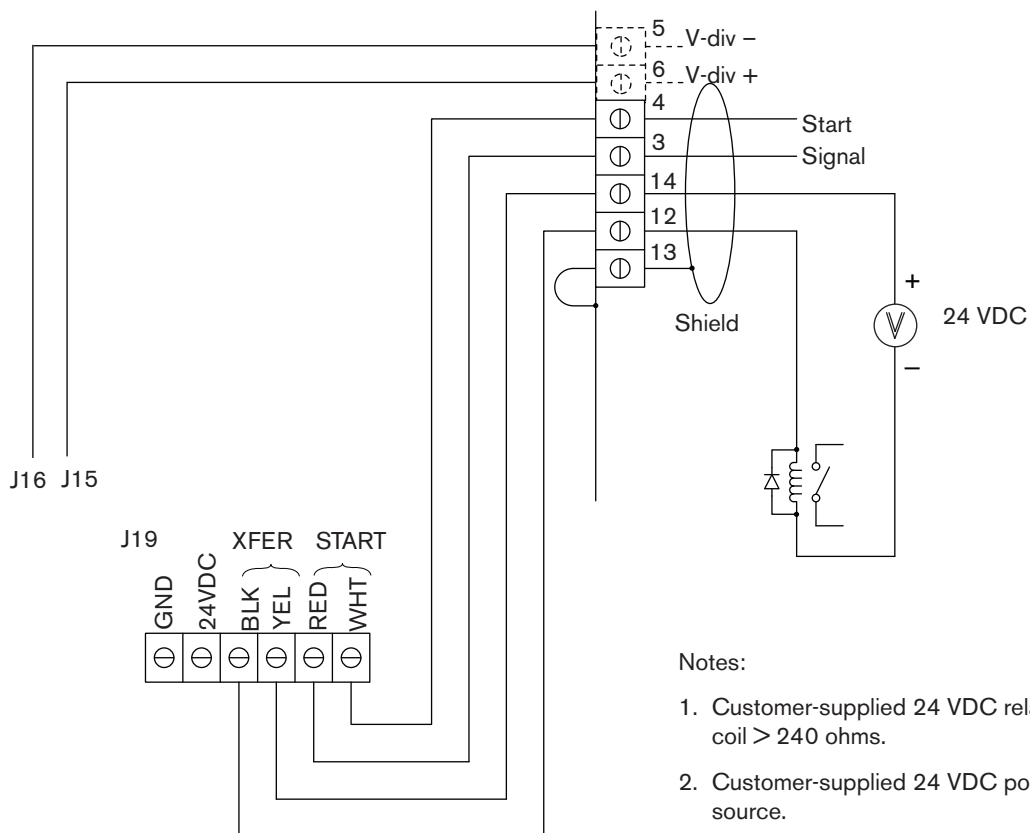 5 V-div –
6 V-div +
4
Start
3
Signal
14
12
13
+
Shield
24 VDC
V
–
J16 J15
J19 XFER START
GND
24VDC
BLK
YEL
RED
WHT
Notes:
1. Customer-supplied 24 VDC
coil > 240 ohms.
2. Customer-supplied 24 VDC
source.